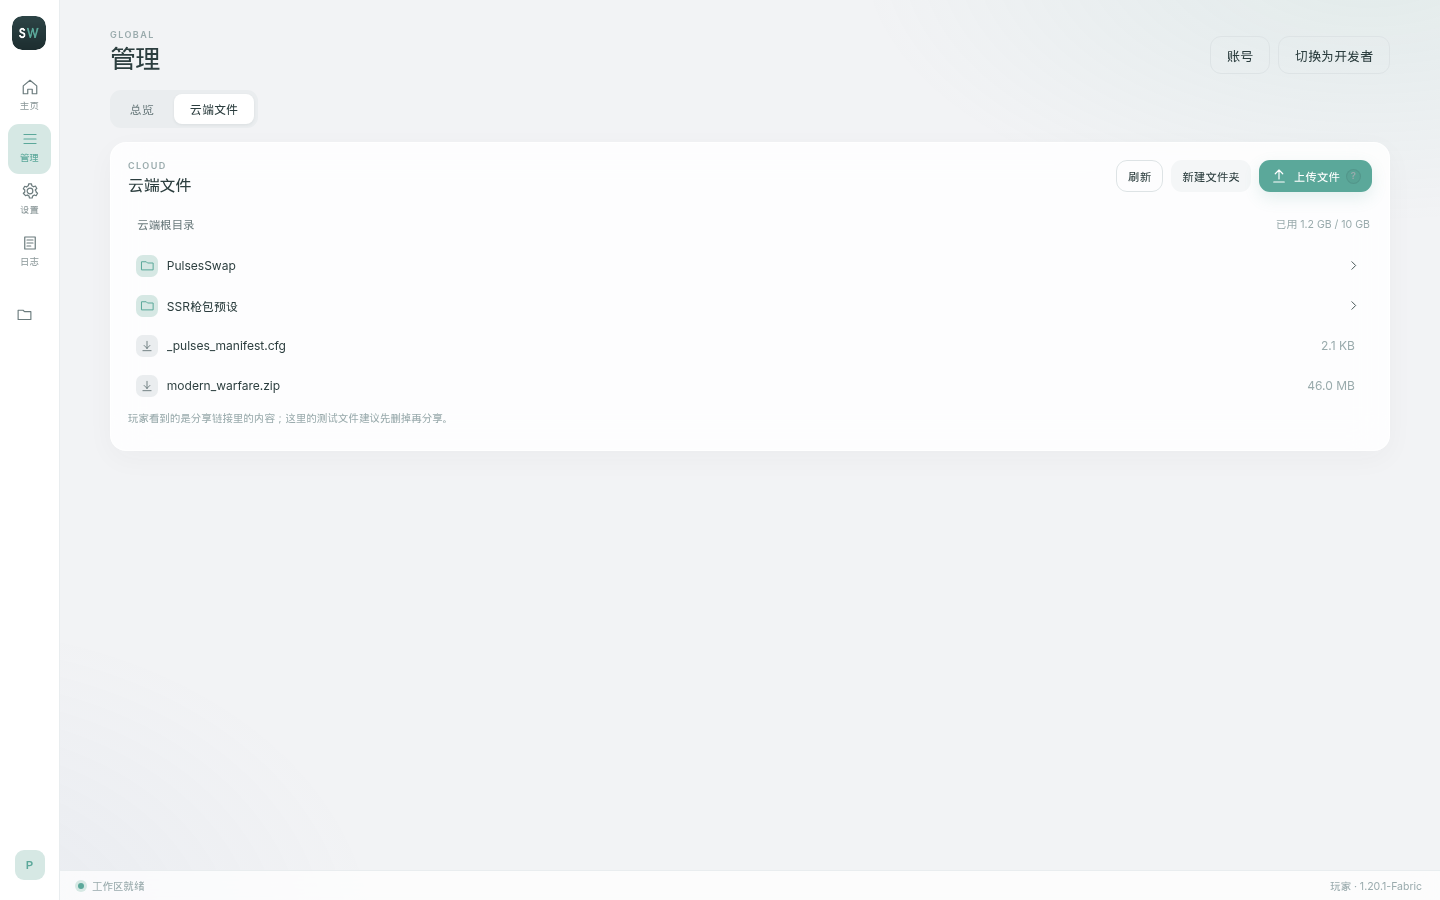 SW
主页
管理
设置
日志
P
GLOBAL
管理
账号
切换为开发者
总览
云端文件
CLOUD
云端文件
刷新
新建文件夹
上传文件 ?
云端根目录
已用 1.2 GB / 10 GB
PulsesSwap
SSR枪包预设
_pulses_manifest.cfg
2.1 KB
modern_warfare.zip
46.0 MB
玩家看到的是分享链接里的内容；这里的测试文件建议先删掉再分享。
工作区就绪
玩家 · 1.20.1-Fabric